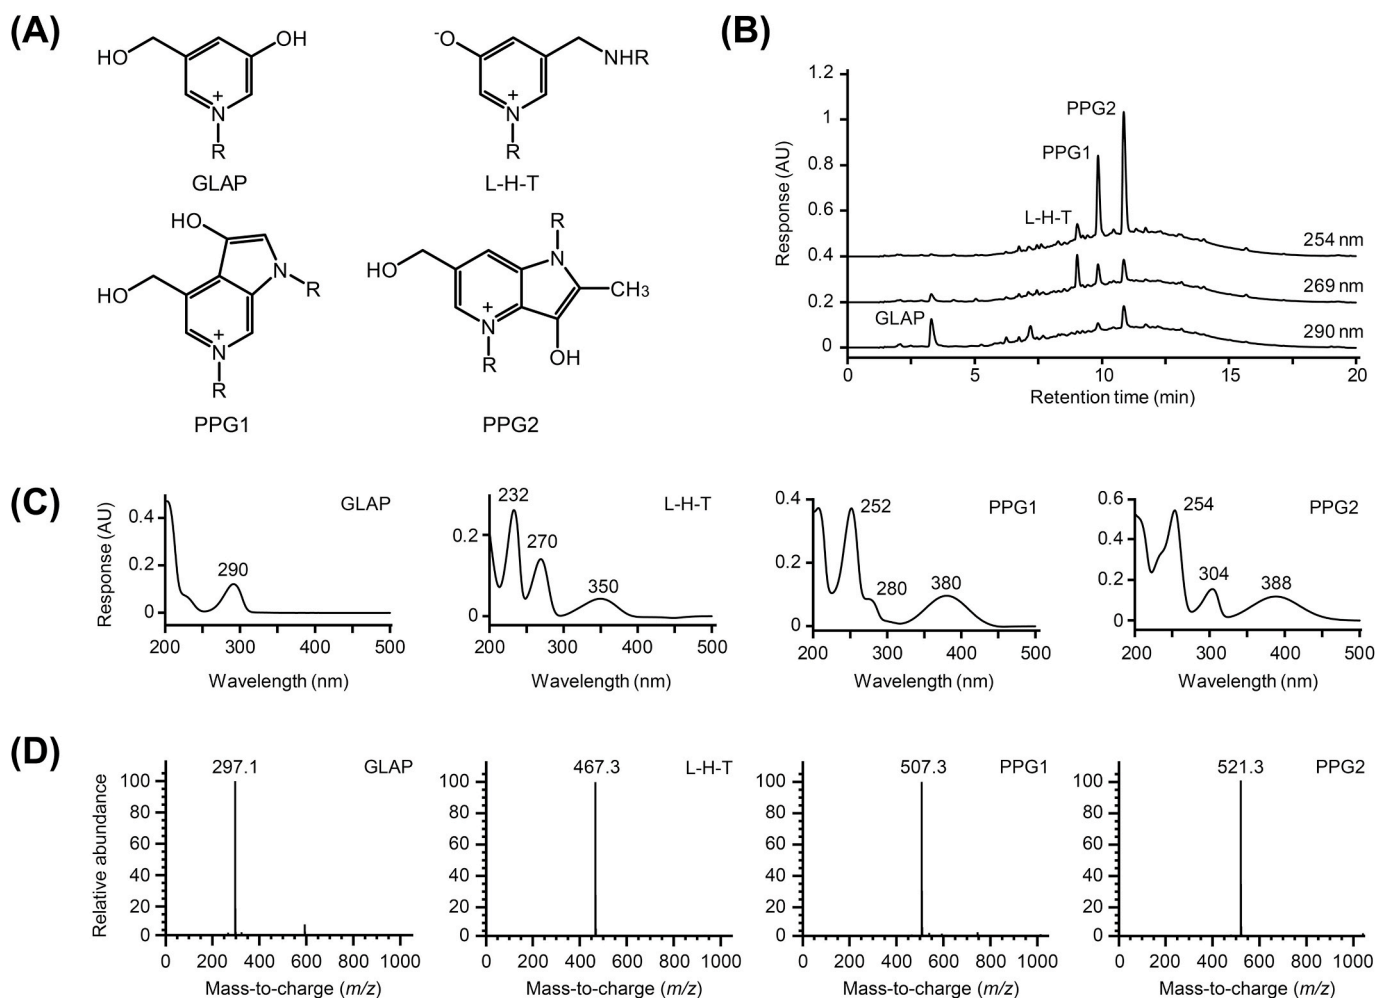 (A)
HO
OH
N
+
R
GLAP
-O
NHR
N
+
R
L-H-T
HO
HO
N
R
N
+
R
PPG1
R
HO
N
CH3
N
+
R
OH
PPG2
(B)
1.2
1
0.8
0.6
0.4
0.2
0
Response (AU)
PPG2
PPG1
L-H-T
254 nm
269 nm
GLAP
290 nm
0 5 10 15 20
Retention time (min)
(C)
Response (AU)
0.4
0.2
0
GLAP
290
200 300 400 500
Wavelength (nm)
0.2
0
232
270
350
L-H-T
200 300 400 500
Wavelength (nm)
0.4
0.2
0
252
280
380
PPG1
200 300 400 500
Wavelength (nm)
0.6
0.4
0.2
0
254
304
388
PPG2
200 300 400 500
Wavelength (nm)
(D)
Relative abundance
100
80
60
40
20
0
297.1
GLAP
0 200 400 600 800 1000
Mass-to-charge (m/z)
100
80
60
40
20
0
467.3
L-H-T
0 200 400 600 800 1000
Mass-to-charge (m/z)
100
80
60
40
20
0
507.3
PPG1
0 200 400 600 800 1000
Mass-to-charge (m/z)
100
80
60
40
20
0
521.3
PPG2
0 200 400 600 800 1000
Mass-to-charge (m/z)